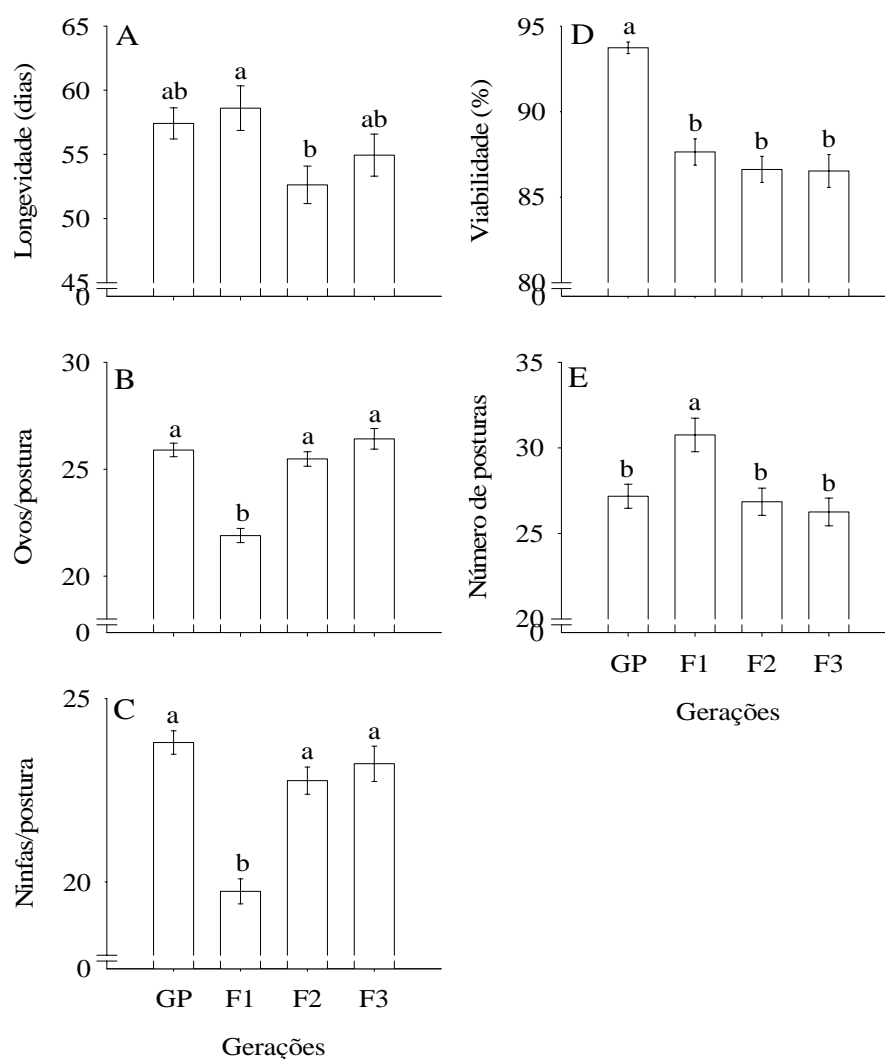 A
Longevidade (dias)
65
60
55
50
45
0
ab
a
b
ab
B
Ovos/postura
30
25
20
0
a
b
a
a
C
Ninfas/postura
25
20
0
a
b
a
a
GP F1 F2 F3
Gerações
D
Viabilidade (%)
95
90
85
80
0
a
b
b
b
E
Número de posturas
35
30
25
20
0
b
a
b
b
GP F1 F2 F3
Gerações